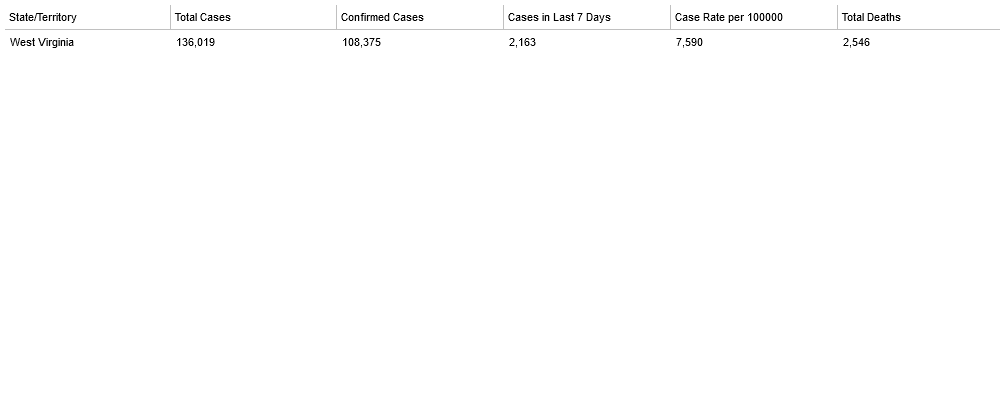 State/Territory Total Cases Confirmed Cases Cases in Last 7 Days Case Rate per 100000 Total Deaths
West Virginia 136,019 108,375 2,163 7,590 2,546